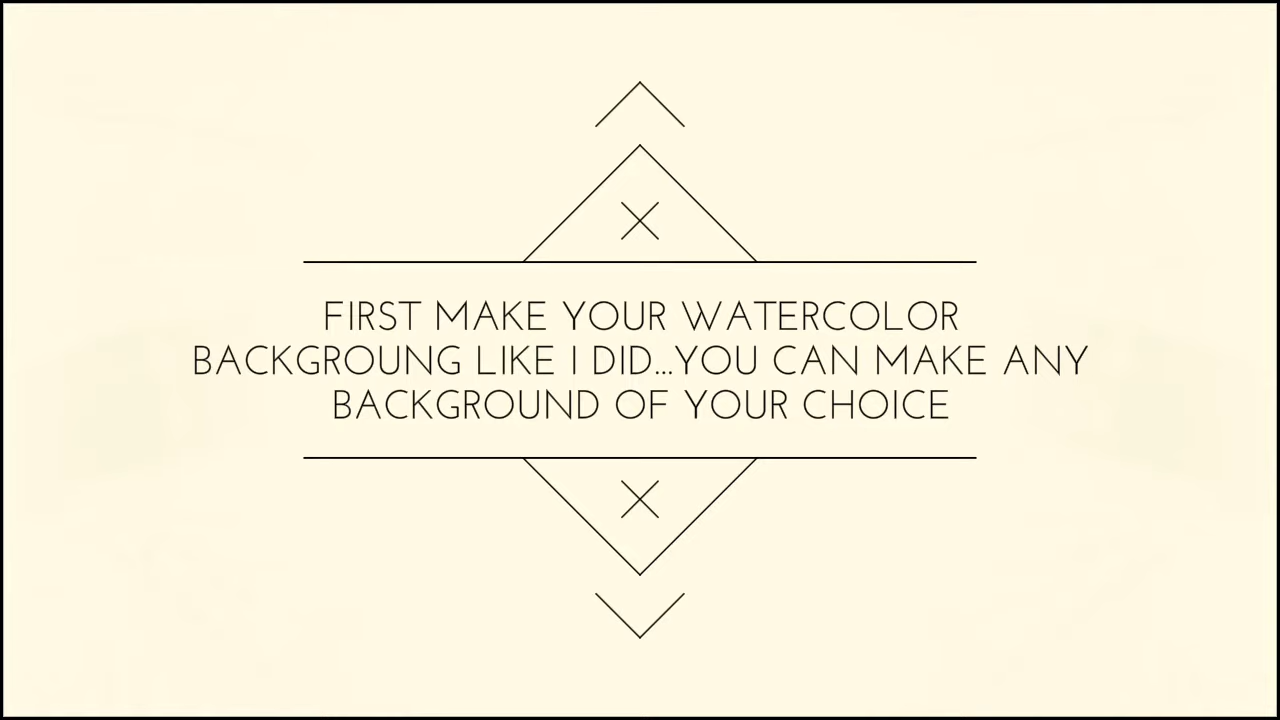 FIRST MAKE YOUR WATERCOLOR
BACKGROUNG LIKE I DID...YOU CAN MAKE ANY
BACKGROUND OF YOUR CHOICE